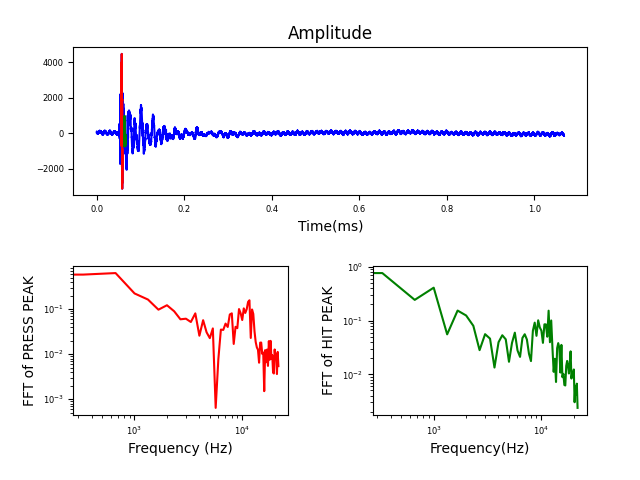 Amplitude
4000
2000
0
−2000
0.0 0.2 0.4 0.6 0.8 1.0
Time(ms)
FFT of PRESS PEAK
10⁻¹
10⁻²
10⁻³
10³ 10⁴
Frequency (Hz)
FFT of HIT PEAK
10⁰
10⁻¹
10⁻²
10³ 10⁴
Frequency(Hz)